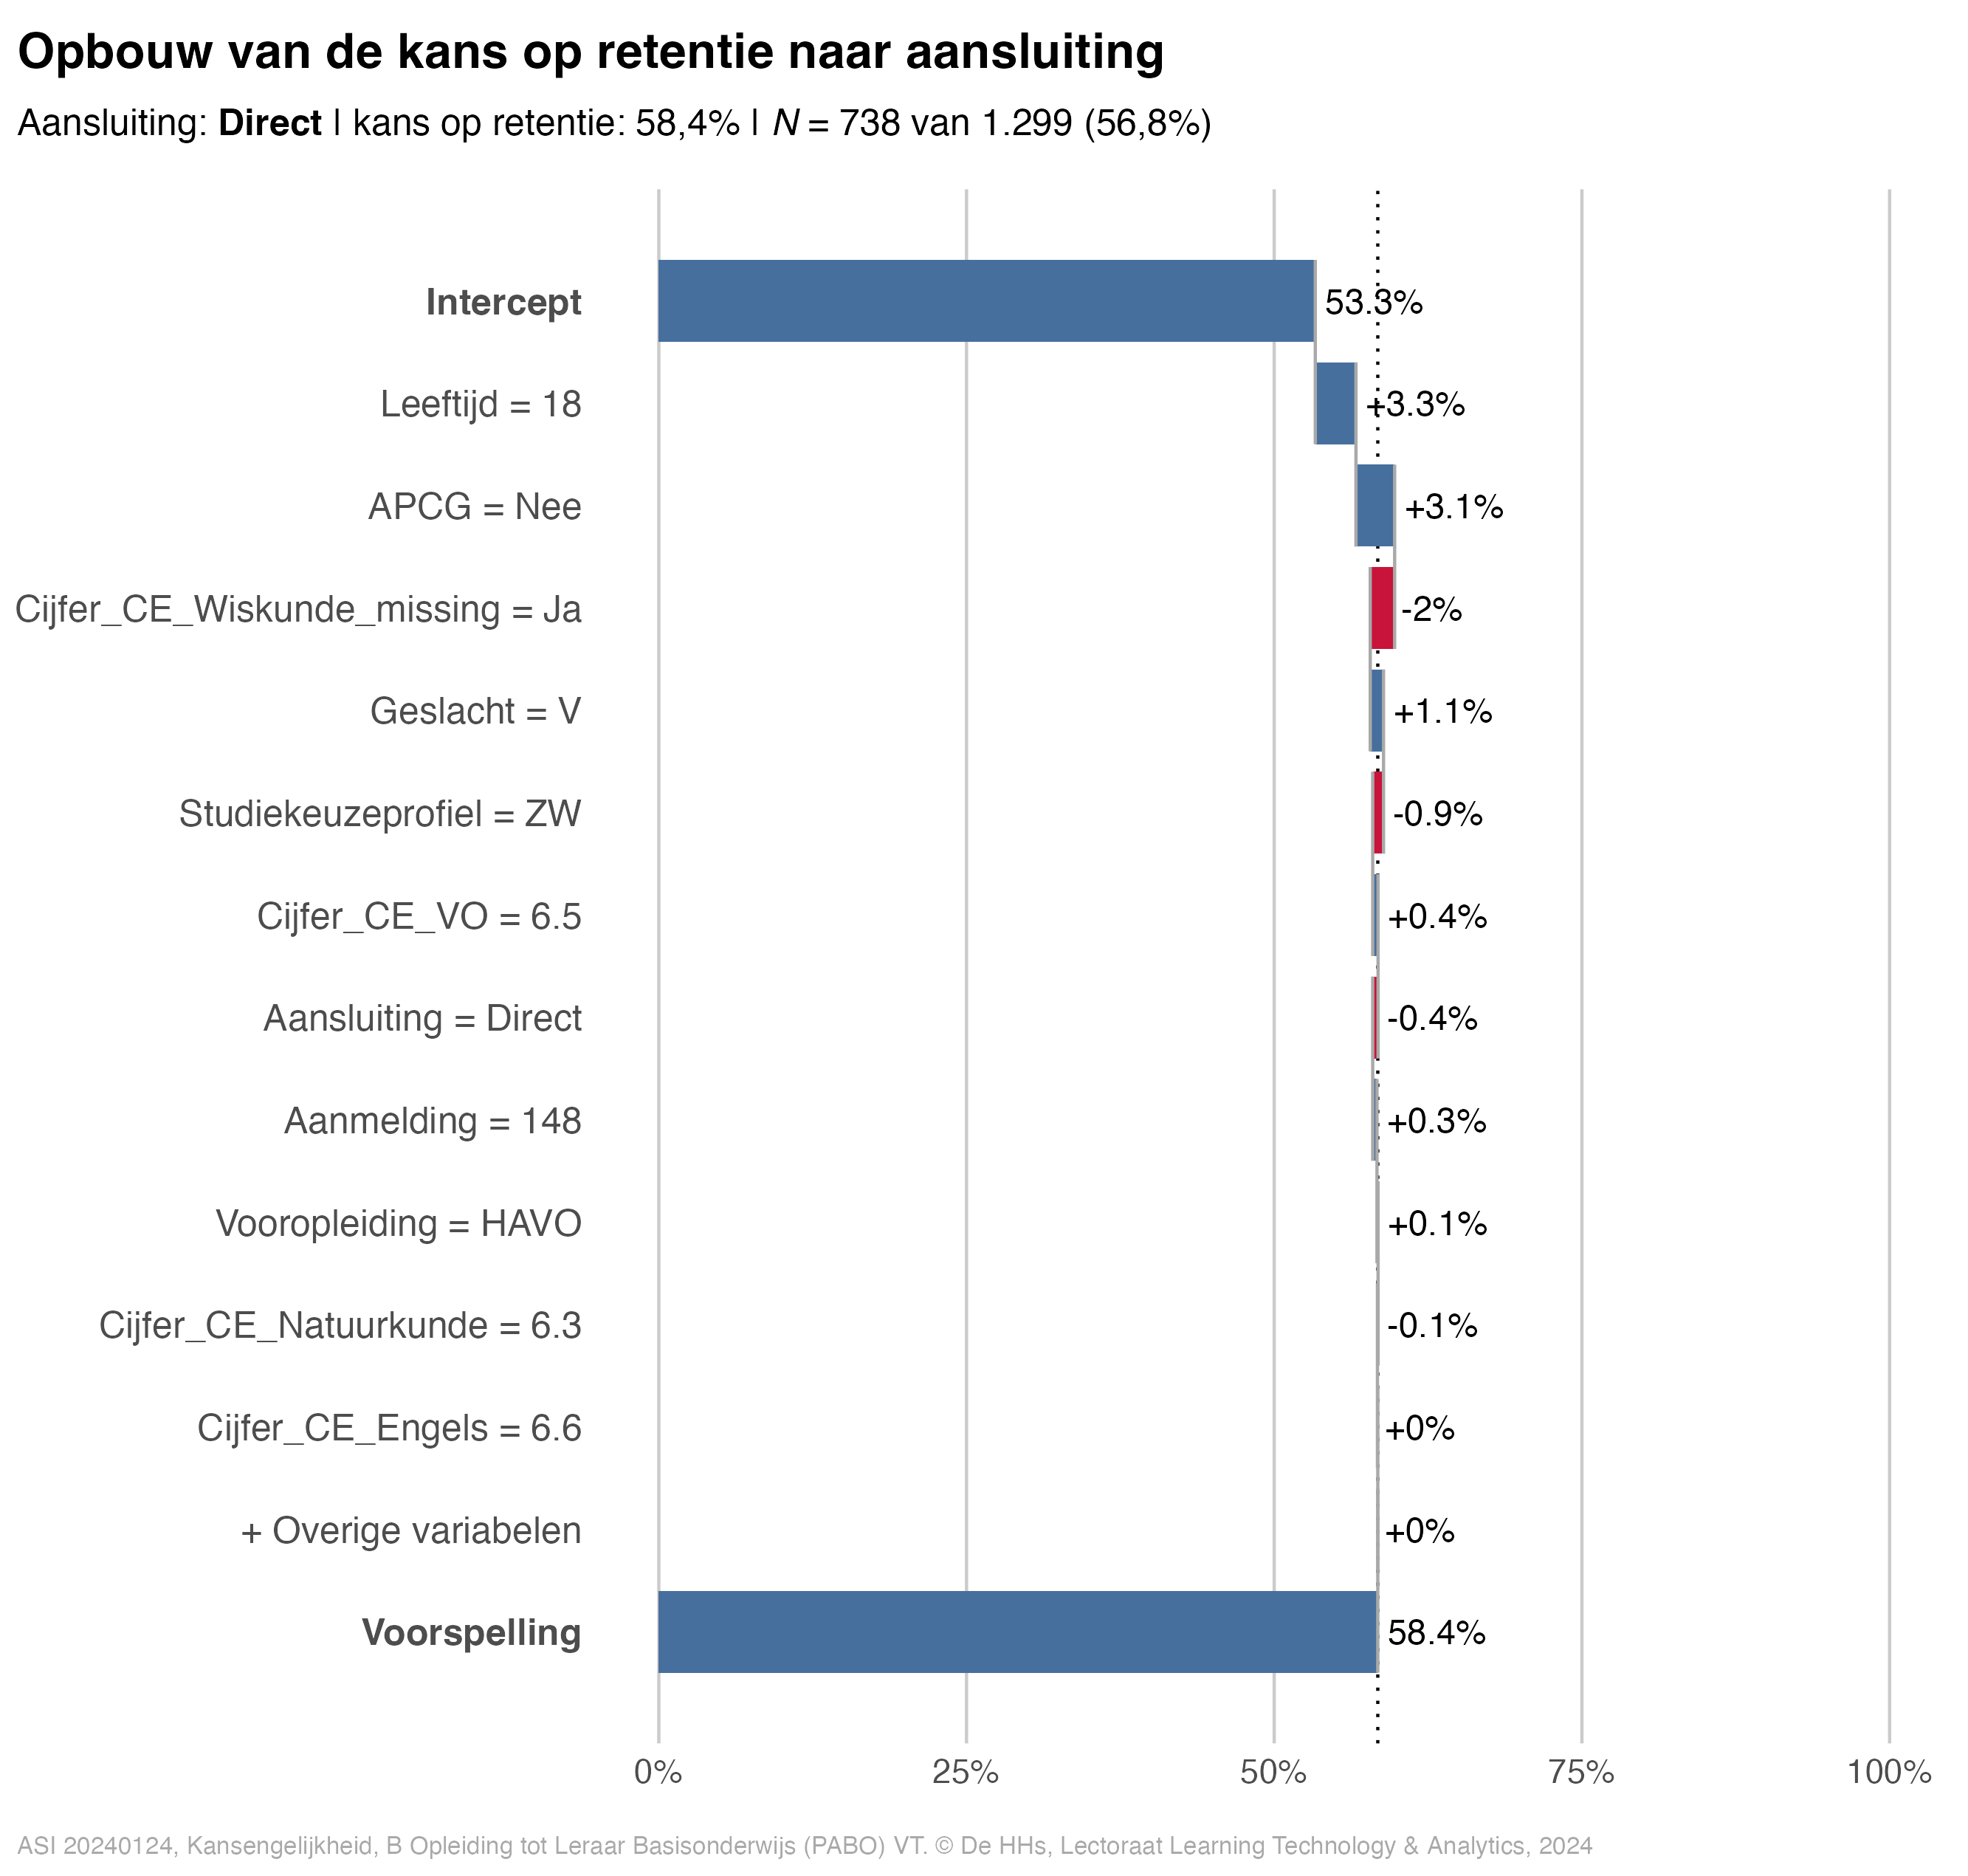 Opbouw van de kans op retentie naar aansluiting
Aansluiting: Direct | kans op retentie: 58,4% | N = 738 van 1.299 (56,8%)
Intercept 53.3%
Leeftijd = 18 +3.3%
APCG = Nee +3.1%
Cijfer_CE_Wiskunde_missing = Ja -2%
Geslacht = V +1.1%
Studiekeuzeprofiel = ZW -0.9%
Cijfer_CE_VO = 6.5 +0.4%
Aansluiting = Direct -0.4%
Aanmelding = 148 +0.3%
Vooropleiding = HAVO +0.1%
Cijfer_CE_Natuurkunde = 6.3 -0.1%
Cijfer_CE_Engels = 6.6 +0%
+ Overige variabelen +0%
Voorspelling 58.4%
0% 25% 50% 75% 100%
ASI 20240124, Kansengelijkheid, B Opleiding tot Leraar Basisonderwijs (PABO) VT. © De HHs, Lectoraat Learning Technology & Analytics, 2024